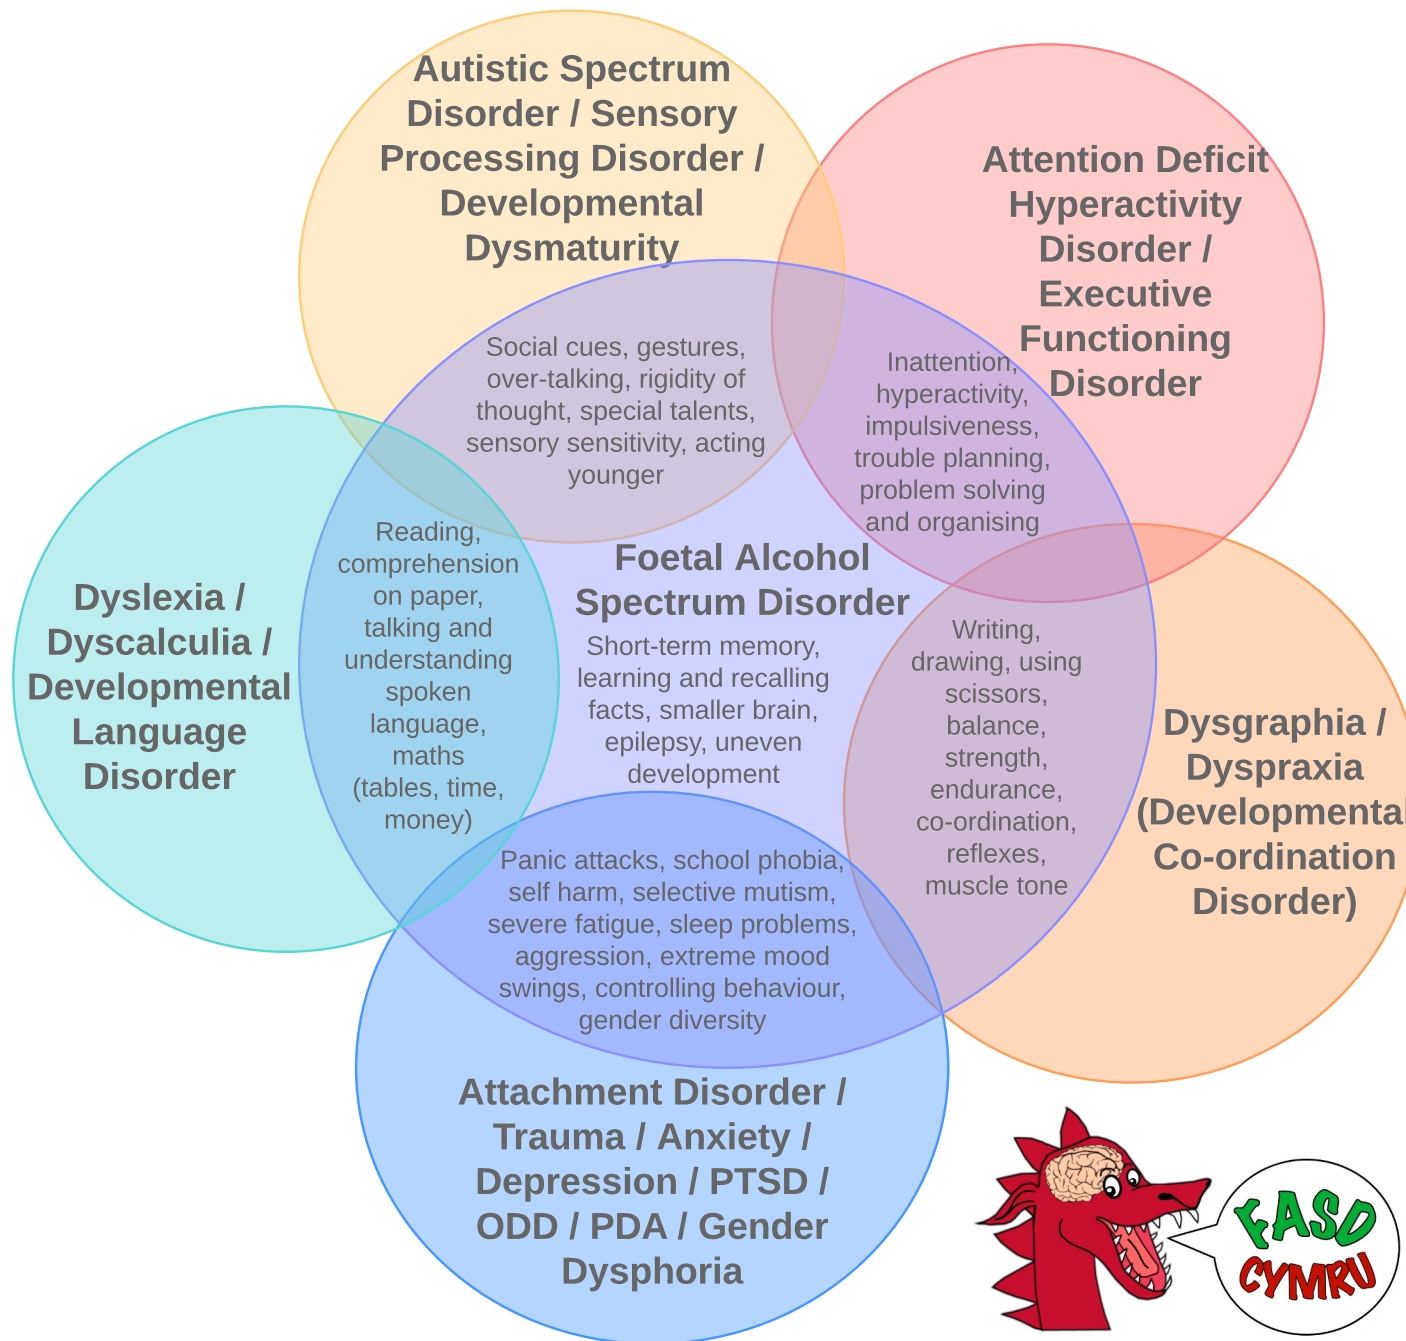 Autistic Spectrum
Disorder / Sensory
Processing Disorder /
Developmental
Dysmaturity
Attention Deficit
Hyperactivity
Disorder /
Executive
Functioning
Disorder
Social cues, gestures,
over-talking, rigidity of
thought, special talents,
sensory sensitivity, acting
younger
Inattention,
hyperactivity,
impulsiveness,
trouble planning,
problem solving
and organising
Dyslexia /
Dyscalculia /
Developmental
Language
Disorder
Reading,
comprehension
on paper,
talking and
understanding
spoken
language,
maths
(tables, time,
money)
Foetal Alcohol
Spectrum Disorder
Short-term memory,
learning and recalling
facts, smaller brain,
epilepsy, uneven
development
Writing,
drawing, using
scissors,
balance,
strength,
endurance,
co-ordination,
reflexes,
muscle tone
Dysgraphia /
Dyspraxia
(Developmental
Co-ordination
Disorder)
Panic attacks, school phobia,
self harm, selective mutism,
severe fatigue, sleep problems,
aggression, extreme mood
swings, controlling behaviour,
gender diversity
Attachment Disorder /
Trauma / Anxiety /
Depression / PTSD /
ODD / PDA / Gender
Dysphoria
FASD
CYMRU